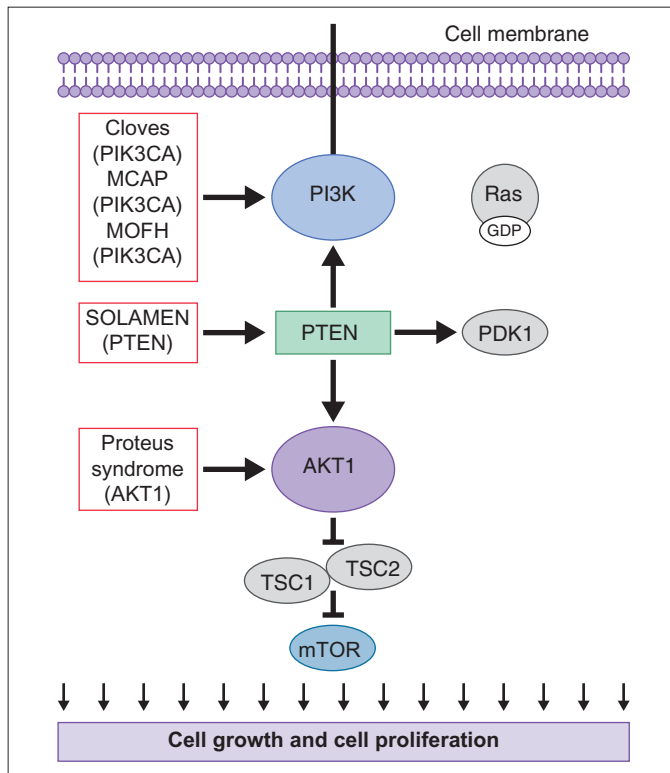 Cell membrane
Cloves
(PIK3CA)
MCAP
(PIK3CA)
MOFH
(PIK3CA)
PI3K
Ras
GDP
SOLAMEN
(PTEN)
PTEN
PDK1
Proteus
syndrome
(AKT1)
AKT1
TSC1
TSC2
mTOR
Cell growth and cell proliferation